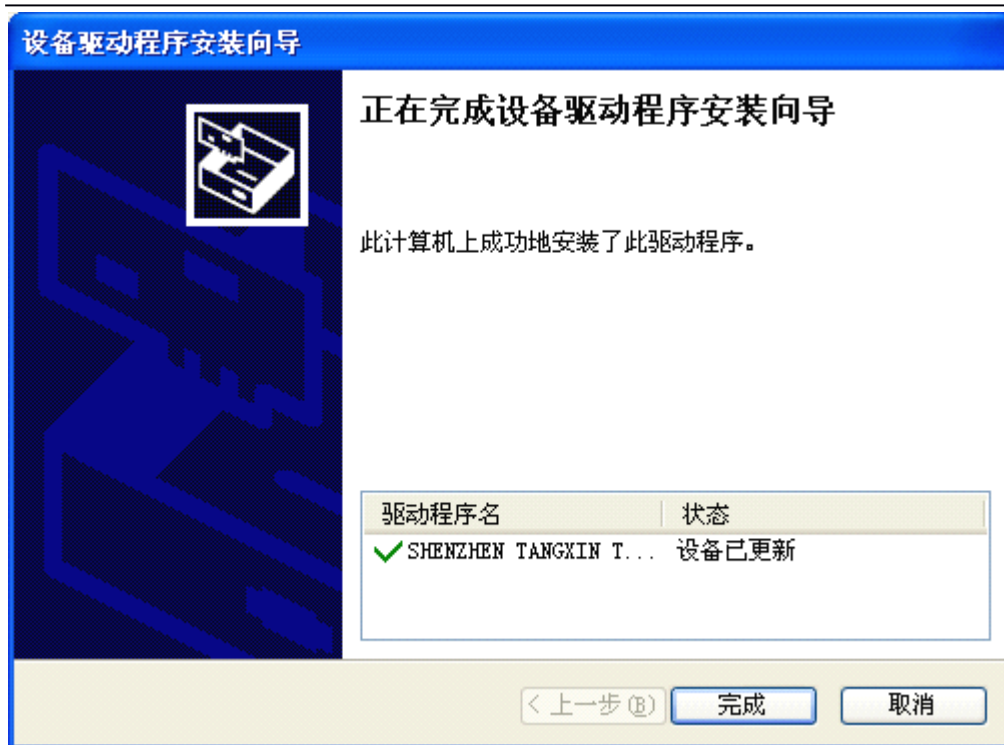 设备驱动程序安装向导
正在完成设备驱动程序安装向导
此计算机上成功地安装了此驱动程序。
驱动程序名 状态
SHENZHEN TANGXIN T... 设备已更新
< 上一步(B) 完成 取消